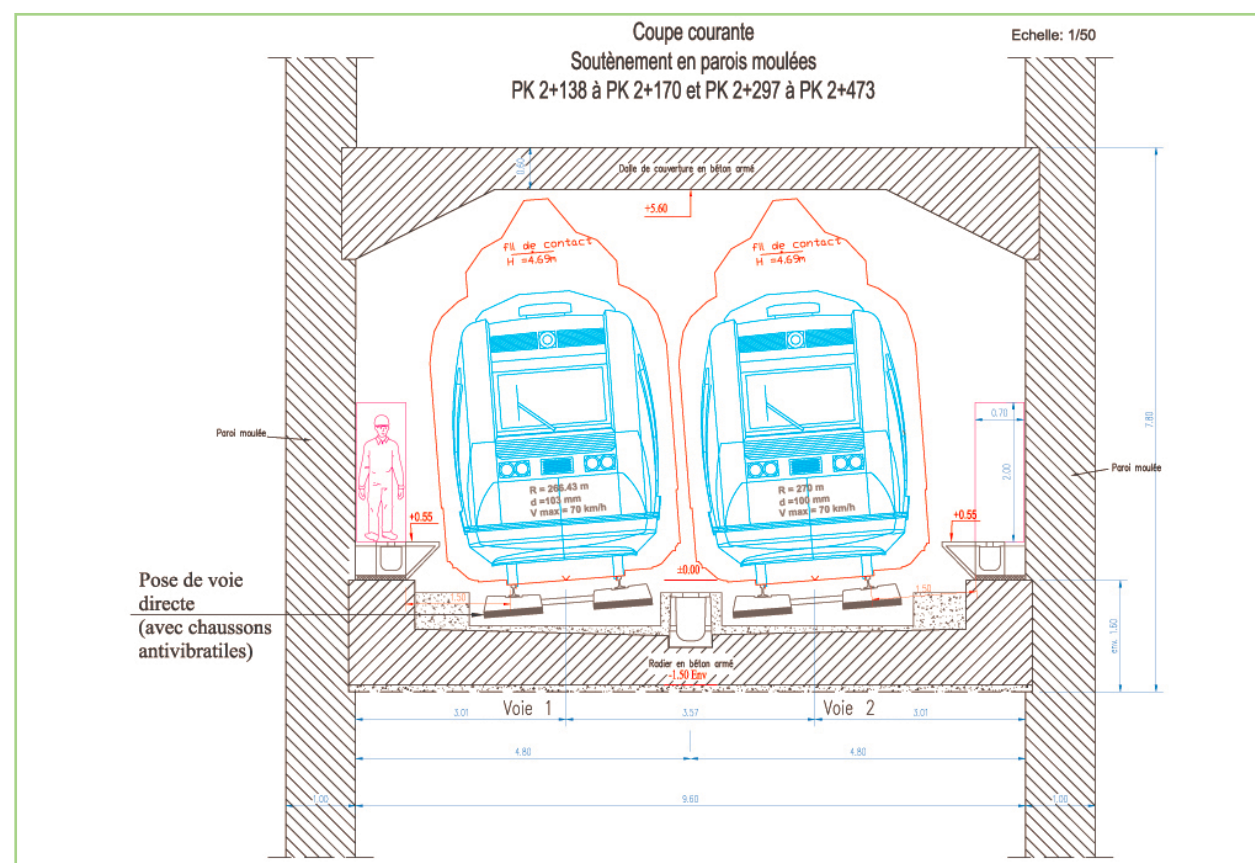 Coupe courante
Echelle: 1/50
Soutènement en parois moulées
PK 2+138 à PK 2+170 et PK 2+297 à PK 2+473
0.60
Dalle de couverture en béton armé
+5.60
fil de contact
H =4.69m
fil de contact
H =4.69m
7.80
0.70
Paroi moulée
Paroi moulée
2.00
R = 266.43 m
d =103 mm
V max = 70 km/h
R = 270 m
d =100 mm
V max = 70 km/h
+0.55
+0.55
±0.00
Pose de voie
directe
(avec chaussons
antivibratiles)
1.50
1.50
env. 1.60
Radier en béton armé
-1.50 Env
Voie 1
Voie 2
3.01
3.57
3.01
4.80
4.80
1.00
9.60
1.00